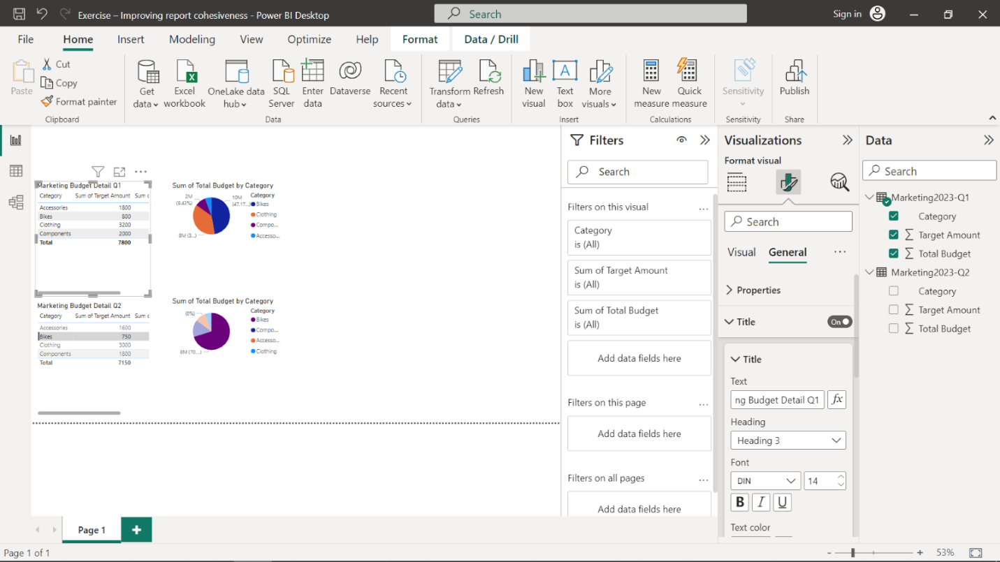 Exercise – Improving report cohesiveness - Power BI Desktop
Search
Sign in
File Home Insert Modeling View Optimize Help Format Data / Drill
Paste
Cut
Copy
Format painter
Clipboard
Get data
Excel workbook
OneLake data hub
SQL Server
Enter data
Dataverse
Recent sources
Data
Transform data
Refresh
Queries
New visual
A
Text box
More visuals
Insert
New measure
Quick measure
Calculations
Sensitivity
Sensitivity
Publish
Share
Marketing Budget Detail Q1
Category Sum of Target Amount Sum c
Accessories 1800
Bikes 800
Clothing 3200
Components 2000
Total 7800
Sum of Total Budget by Category
2M
(9.43%)
10M
(47.17...)
8M (3...)
Category
Bikes
Clothing
Compo...
Accesso...
Marketing Budget Detail Q2
Category Sum of Target Amount Sum c
Accessories 1600
Bikes 750
Clothing 3000
Components 1800
Total 7150
Sum of Total Budget by Category
(0%)
8M (70...)
Category
Bikes
Compo...
Accesso...
Clothing
Filters
Search
Filters on this visual ...
Category
is (All)
Sum of Target Amount
is (All)
Sum of Total Budget
is (All)
Add data fields here
Filters on this page ...
Add data fields here
Filters on all pages ...
Add data fields here
Visualizations
Format visual
Search
Visual General ...
Properties
Title On
Title
Text
ng Budget Detail Q1 fx
Heading
Heading 3
Font
DIN 14
B I U
Text color
Data
Search
Marketing2023-Q1
Category
Σ Target Amount
Σ Total Budget
Marketing2023-Q2
Category
Σ Target Amount
Σ Total Budget
Page 1 +
Page 1 of 1
- + 53%